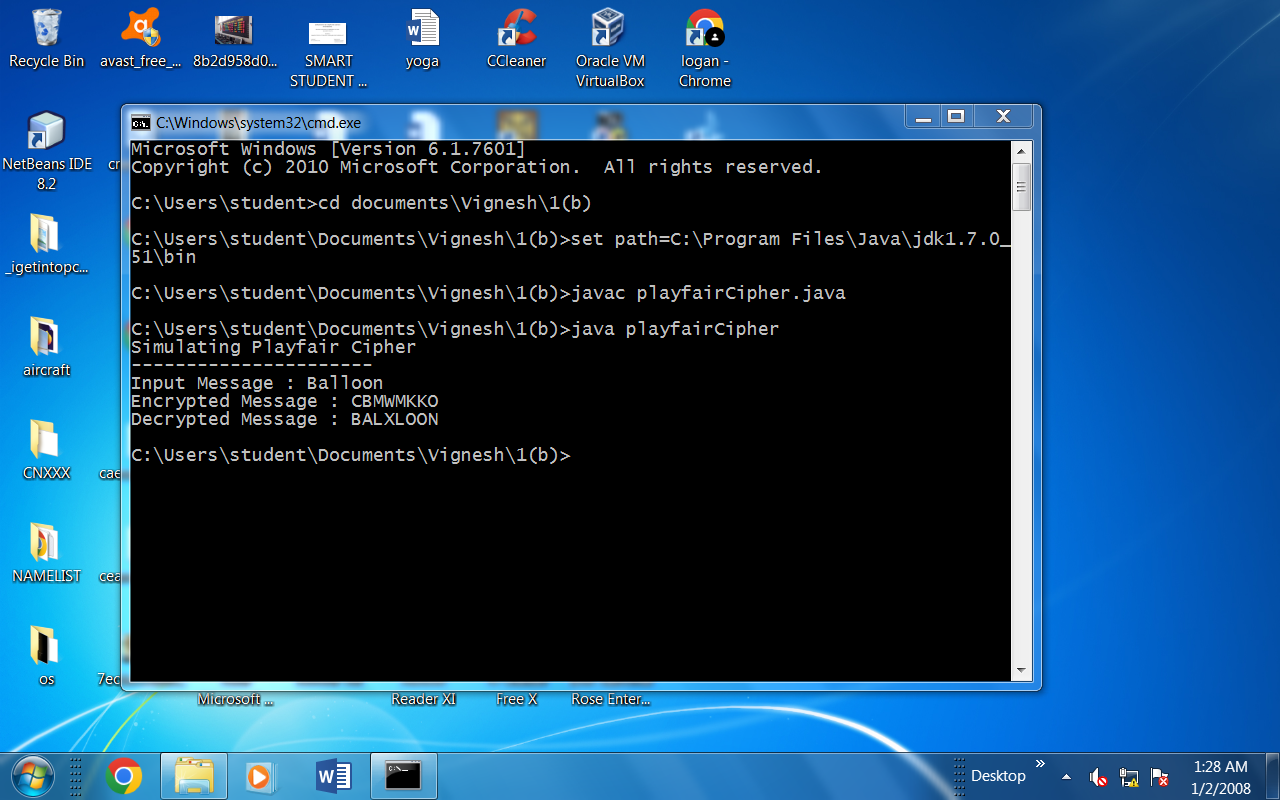 Recycle Bin
avast_free_...
8b2d958d0...
SMART
STUDENT ...
yoga
CCleaner
Oracle VM
VirtualBox
logan -
Chrome
NetBeans IDE
8.2
cr
_igetintopc...
aircraft
CNXXX
cae
NAMELIST
cea
os
7ec
C:\Windows\system32\cmd.exe
Microsoft Windows [Version 6.1.7601]
Copyright (c) 2010 Microsoft Corporation.  All rights reserved.
C:\Users\student>cd documents\Vignesh\1(b)
C:\Users\student\Documents\Vignesh\1(b)>set path=C:\Program Files\Java\jdk1.7.0_
51\bin
C:\Users\student\Documents\Vignesh\1(b)>javac playfairCipher.java
C:\Users\student\Documents\Vignesh\1(b)>java playfairCipher
Simulating Playfair Cipher
----------------------
Input Message : Balloon
Encrypted Message : CBMWMKKO
Decrypted Message : BALXLOON
C:\Users\student\Documents\Vignesh\1(b)>
Microsoft ...
Reader XI
Free X
Rose Enter...
Desktop
1:28 AM
1/2/2008